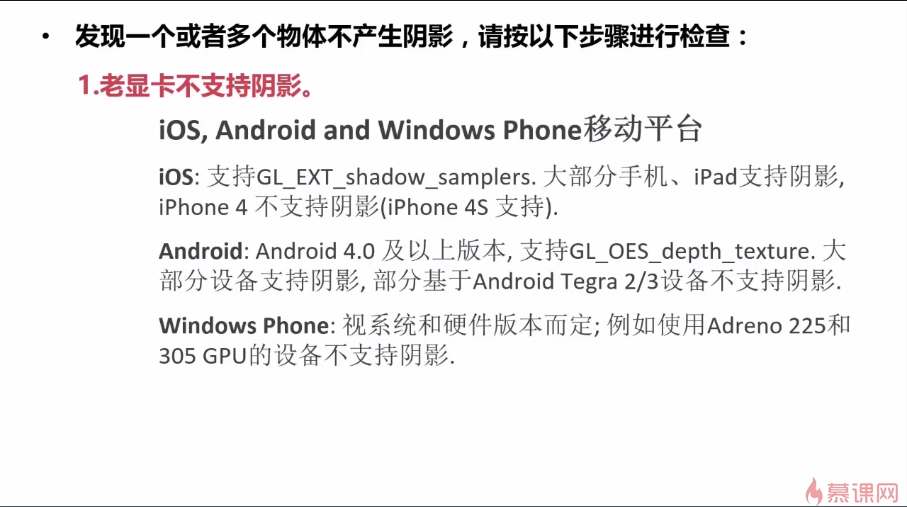 • 发现一个或者多个物体不产生阴影，请按以下步骤进行检查：
1.老显卡不支持阴影。
iOS, Android and Windows Phone移动平台
iOS: 支持GL_EXT_shadow_samplers. 大部分手机、iPad支持阴影,
iPhone 4 不支持阴影(iPhone 4S 支持).
Android: Android 4.0 及以上版本, 支持GL_OES_depth_texture. 大
部分设备支持阴影, 部分基于Android Tegra 2/3设备不支持阴影.
Windows Phone: 视系统和硬件版本而定; 例如使用Adreno 225和
305 GPU的设备不支持阴影.
慕课网